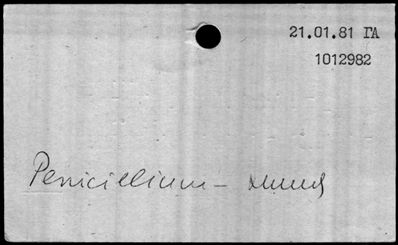 21.01.81 ГА
1012982
Penicillium –